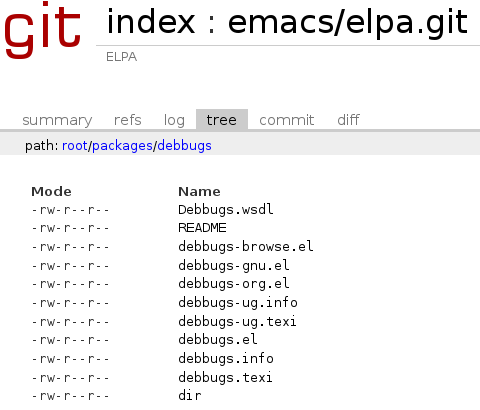 git index : emacs/elpa.git
ELPA
summary refs log tree commit diff
path: root/packages/debbugs
Mode Name
-rw-r--r-- Debbugs.wsdl
-rw-r--r-- README
-rw-r--r-- debbugs-browse.el
-rw-r--r-- debbugs-gnu.el
-rw-r--r-- debbugs-org.el
-rw-r--r-- debbugs-ug.info
-rw-r--r-- debbugs-ug.texi
-rw-r--r-- debbugs.el
-rw-r--r-- debbugs.info
-rw-r--r-- debbugs.texi
-rw-r--r-- dir